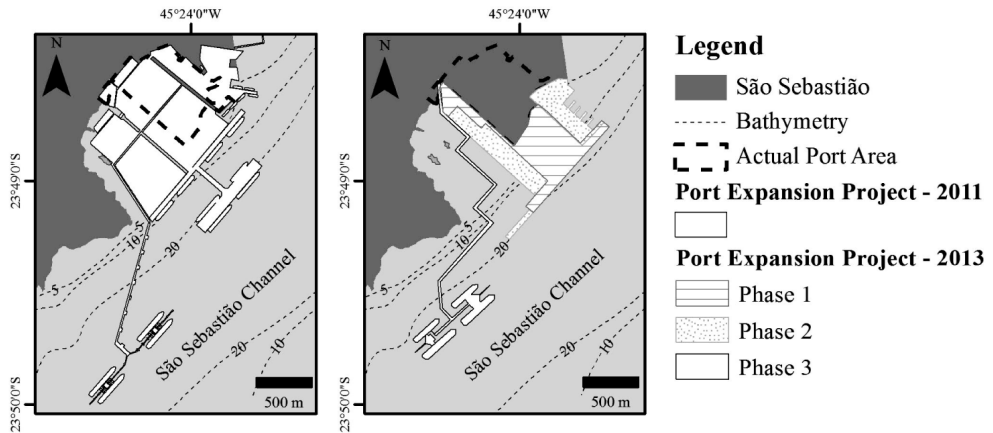 45°24'0"W
45°24'0"W
N
N
23°49'0"S
23°50'0"S
5
10
5
20
São Sebastião Channel
20
10
500 m
23°49'0"S
23°50'0"S
5
10
5
20
São Sebastião Channel
20
10
500 m
Legend
São Sebastião
Bathymetry
Actual Port Area
Port Expansion Project - 2011
Port Expansion Project - 2013
Phase 1
Phase 2
Phase 3